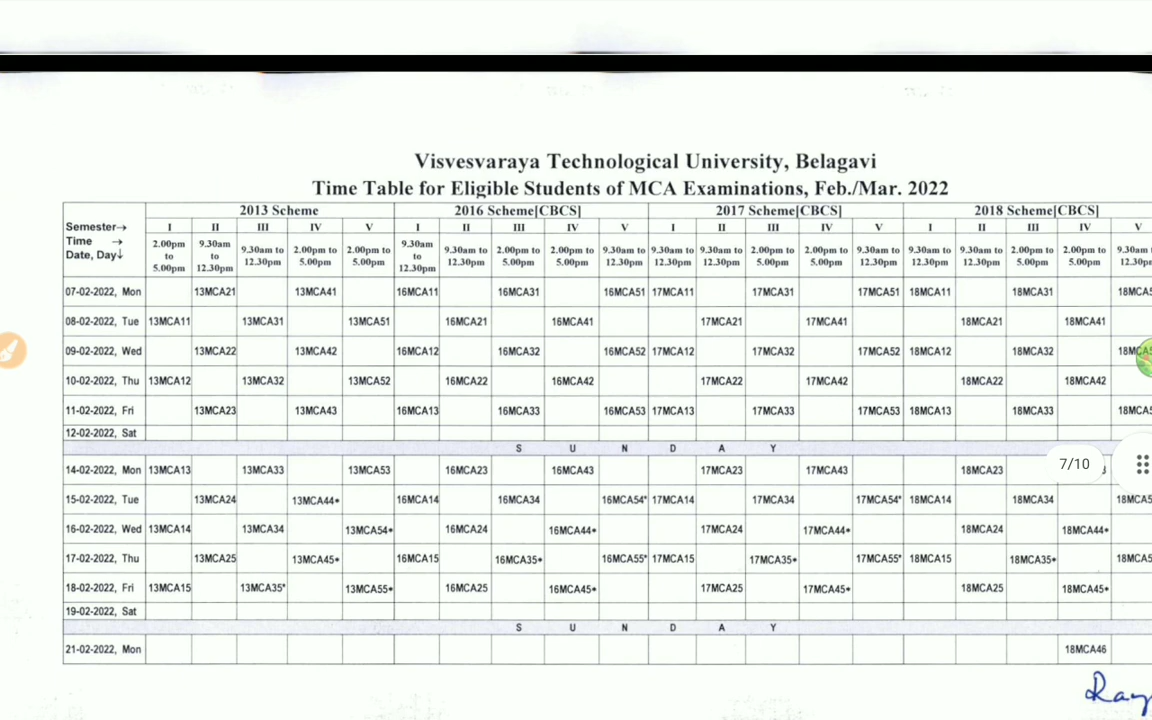 Visvesvaraya Technological University, Belagavi
Time Table for Eligible Students of MCA Examinations, Feb./Mar. 2022
2013 Scheme 2016 Scheme[CBCS] 2017 Scheme[CBCS] 2018 Scheme[CBCS]
Semester→ I II III IV V I II III IV V I II III IV V I II III IV V
Time → 2.00pm to 5.00pm 9.30am to 12.30pm 9.30am to 12.30pm 2.00pm to 5.00pm 2.00pm to 5.00pm 9.30am to 12.30pm 9.30am to 12.30pm 2.00pm to 5.00pm 2.00pm to 5.00pm 9.30am to 12.30pm 9.30am to 12.30pm 9.30am to 12.30pm 2.00pm to 5.00pm 2.00pm to 5.00pm 9.30am to 12.30pm 9.30am to 12.30pm 9.30am to 12.30pm 2.00pm to 5.00pm 2.00pm to 5.00pm 9.30am
Date, Day↓
07-02-2022, Mon 13MCA21 13MCA41 16MCA11 16MCA31 16MCA51 17MCA11 17MCA31 17MCA51 18MCA11 18MCA31
08-02-2022, Tue 13MCA11 13MCA31 13MCA51 16MCA21 16MCA41 17MCA21 17MCA41 18MCA21 18MCA41
09-02-2022, Wed 13MCA22 13MCA42 16MCA12 16MCA32 16MCA52 17MCA12 17MCA32 17MCA52 18MCA12 18MCA32
10-02-2022, Thu 13MCA12 13MCA32 13MCA52 16MCA22 16MCA42 17MCA22 17MCA42 18MCA22 18MCA42
11-02-2022, Fri 13MCA23 13MCA43 16MCA13 16MCA33 16MCA53 17MCA13 17MCA33 17MCA53 18MCA13 18MCA33
12-02-2022, Sat
S U N D A Y
14-02-2022, Mon 13MCA13 13MCA33 13MCA53 16MCA23 16MCA43 17MCA23 17MCA43 18MCA23 7/10
15-02-2022, Tue 13MCA24 13MCA44* 16MCA14 16MCA34 16MCA54* 17MCA14 17MCA34 17MCA54* 18MCA14 18MCA34
16-02-2022, Wed 13MCA14 13MCA34 13MCA54* 16MCA24 16MCA44* 17MCA24 17MCA44* 18MCA24 18MCA44*
17-02-2022, Thu 13MCA25 13MCA45* 16MCA15 16MCA35* 16MCA55* 17MCA15 17MCA35* 17MCA55* 18MCA15 18MCA35*
18-02-2022, Fri 13MCA15 13MCA35* 13MCA55* 16MCA25 16MCA45* 17MCA25 17MCA45* 18MCA25 18MCA45*
19-02-2022, Sat
S U N D A Y
21-02-2022, Mon 18MCA46